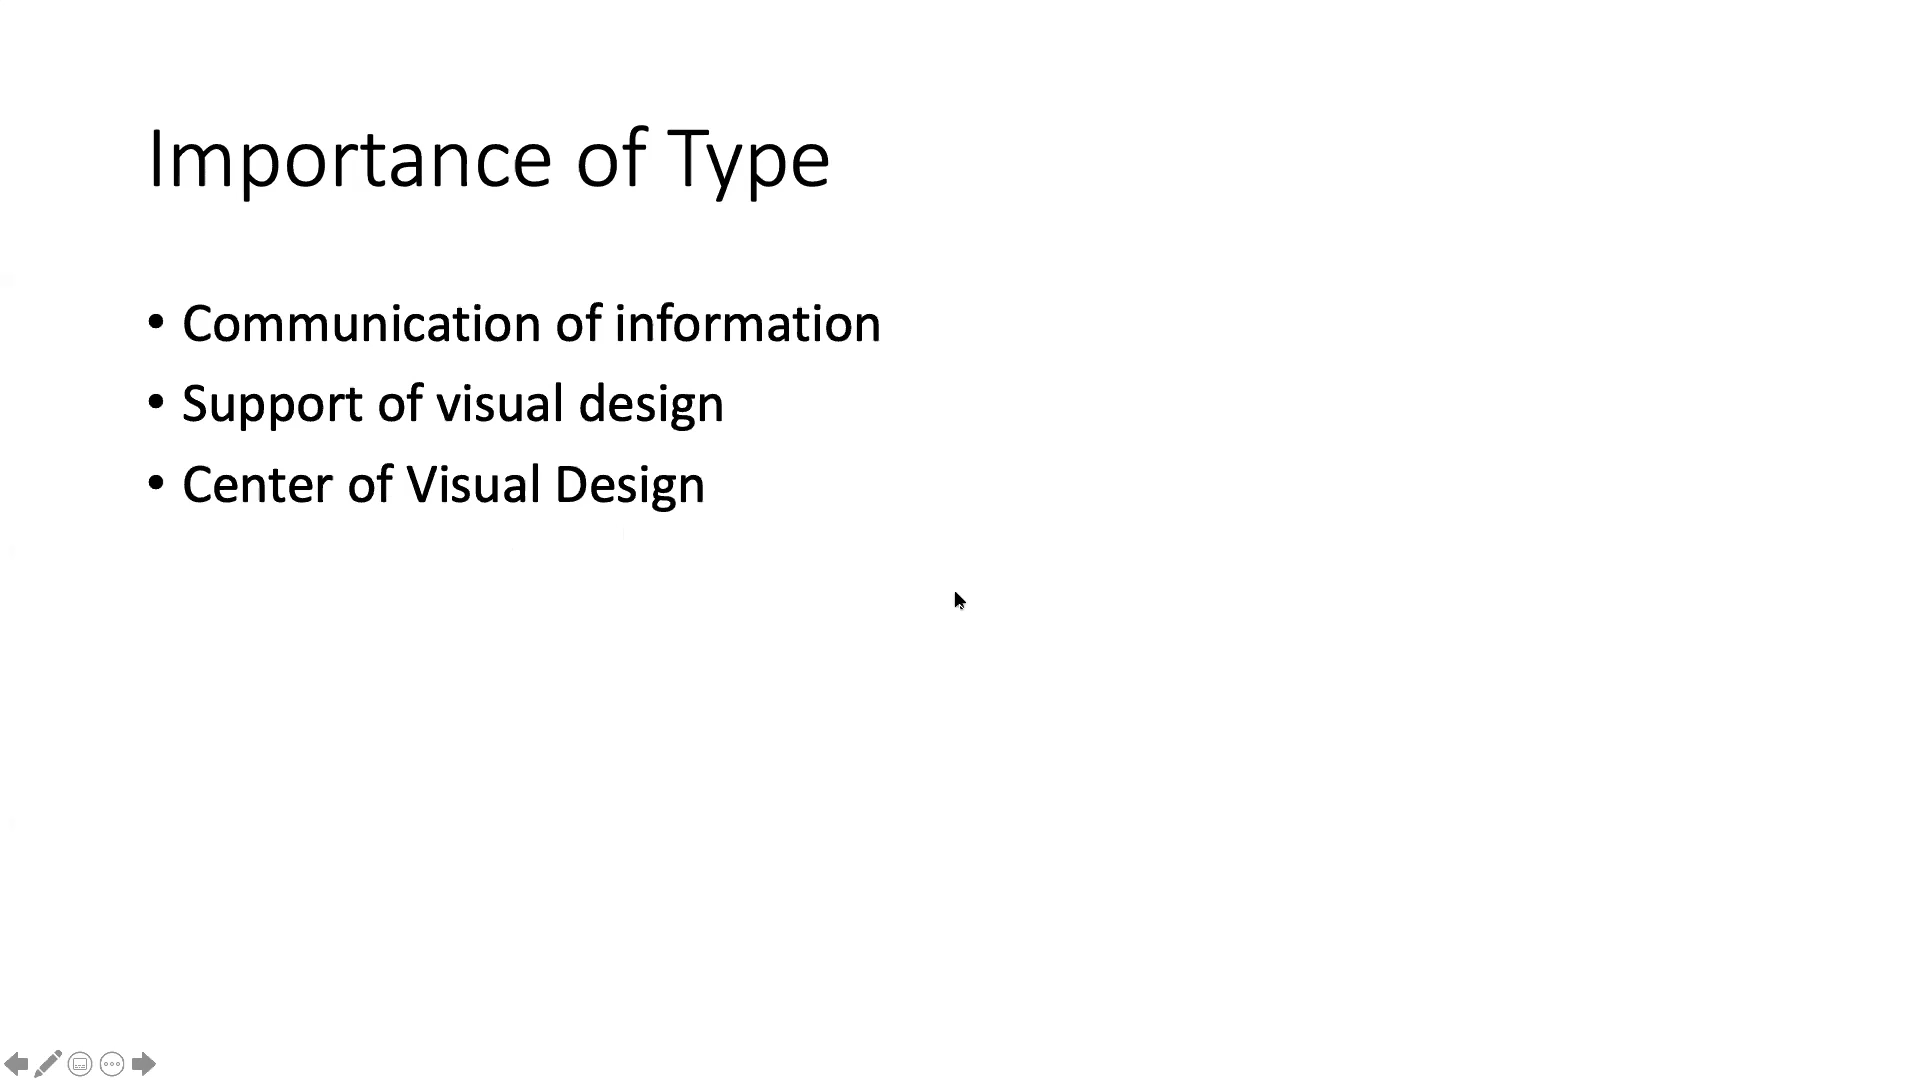 Importance of Type
• Communication of information
• Support of visual design
• Center of Visual Design